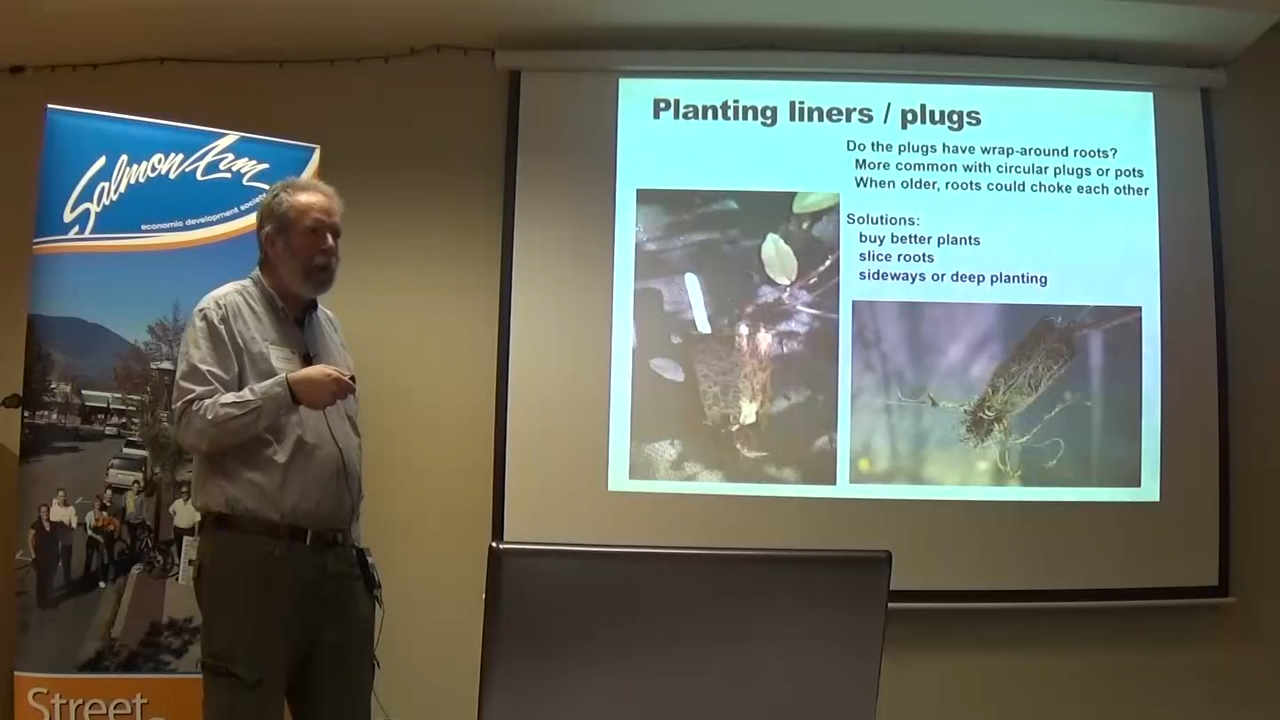 Salmon Arm
economic development society
Street
Planting liners / plugs
Do the plugs have wrap-around roots?
More common with circular plugs or pots
When older, roots could choke each other
Solutions:
buy better plants
slice roots
sideways or deep planting